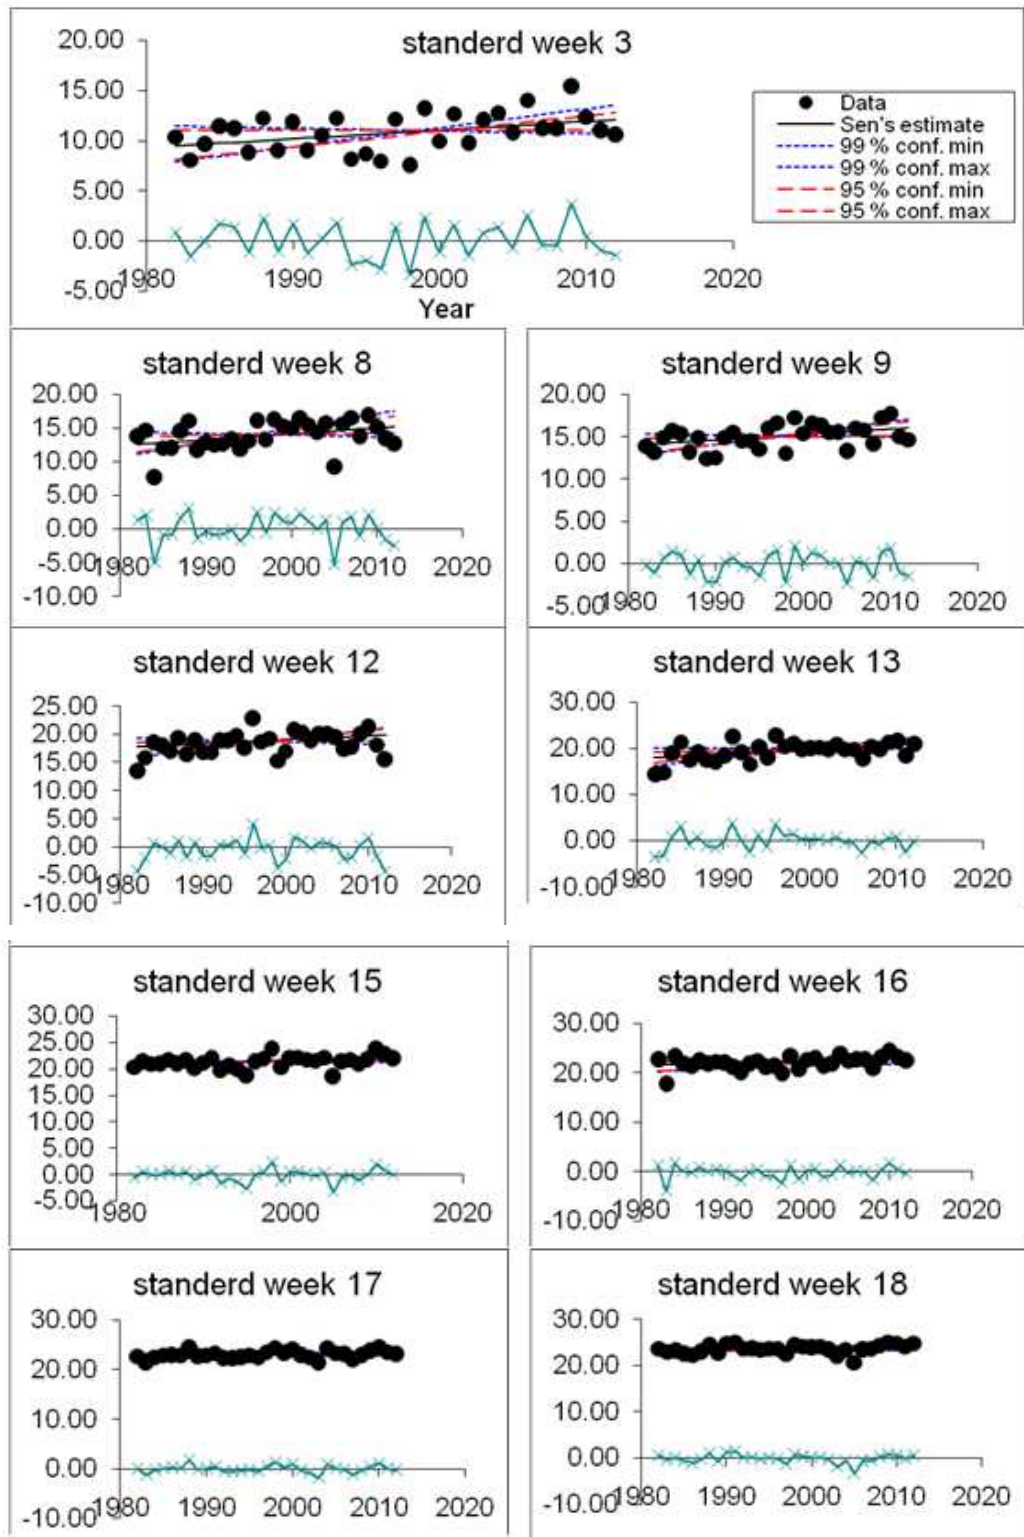 standerd week 3
20.00
15.00
10.00
5.00
0.00
-5.00
1980 1990 2000 2010 2020
Year
Data
Sen's estimate
99 % conf. min
99 % conf. max
95 % conf. min
95 % conf. max
standerd week 8
20.00
15.00
10.00
5.00
0.00
-5.00
-10.00
1980 1990 2000 2010 2020
standerd week 9
20.00
15.00
10.00
5.00
0.00
-5.00
1980 1990 2000 2010 2020
standerd week 12
25.00
20.00
15.00
10.00
5.00
0.00
-5.00
-10.00
1980 1990 2000 2010 2020
standerd week 13
30.00
20.00
10.00
0.00
-10.00
1980 1990 2000 2010 2020
standerd week 15
30.00
25.00
20.00
15.00
10.00
5.00
0.00
-5.00
1980 2000 2020
standerd week 16
30.00
20.00
10.00
0.00
-10.00
1980 1990 2000 2010 2020
standerd week 17
30.00
20.00
10.00
0.00
-10.00
1980 1990 2000 2010 2020
standerd week 18
30.00
20.00
10.00
0.00
-10.00
1980 1990 2000 2010 2020